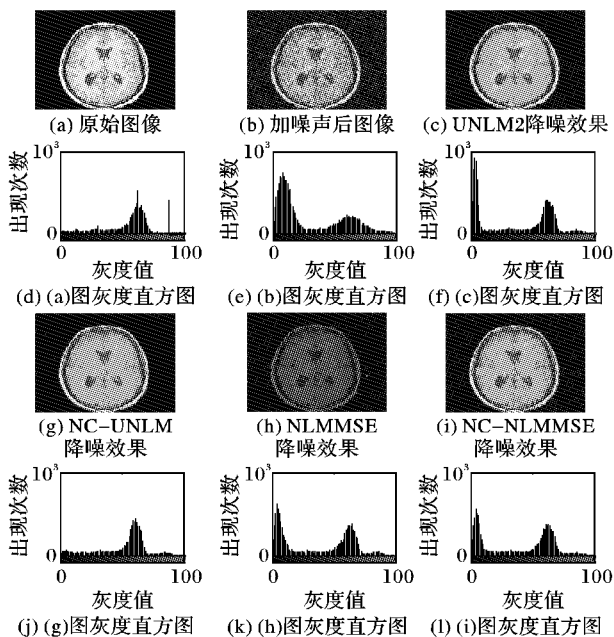 (a) 原始图像
(b) 加噪声后图像
(c) UNLM2降噪效果
10³
出现次数
0
0
100
灰度值
(d) (a)图灰度直方图
10³
出现次数
0
0
100
灰度值
(e) (b)图灰度直方图
10³
出现次数
0
0
100
灰度值
(f) (c)图灰度直方图
(g) NC-UNLM
降噪效果
(h) NLMMSE
降噪效果
(i) NC-NLMMSE
降噪效果
10³
出现次数
0
0
100
灰度值
(j) (g)图灰度直方图
10³
出现次数
0
0
100
灰度值
(k) (h)图灰度直方图
10³
出现次数
0
0
100
灰度值
(l) (i)图灰度直方图